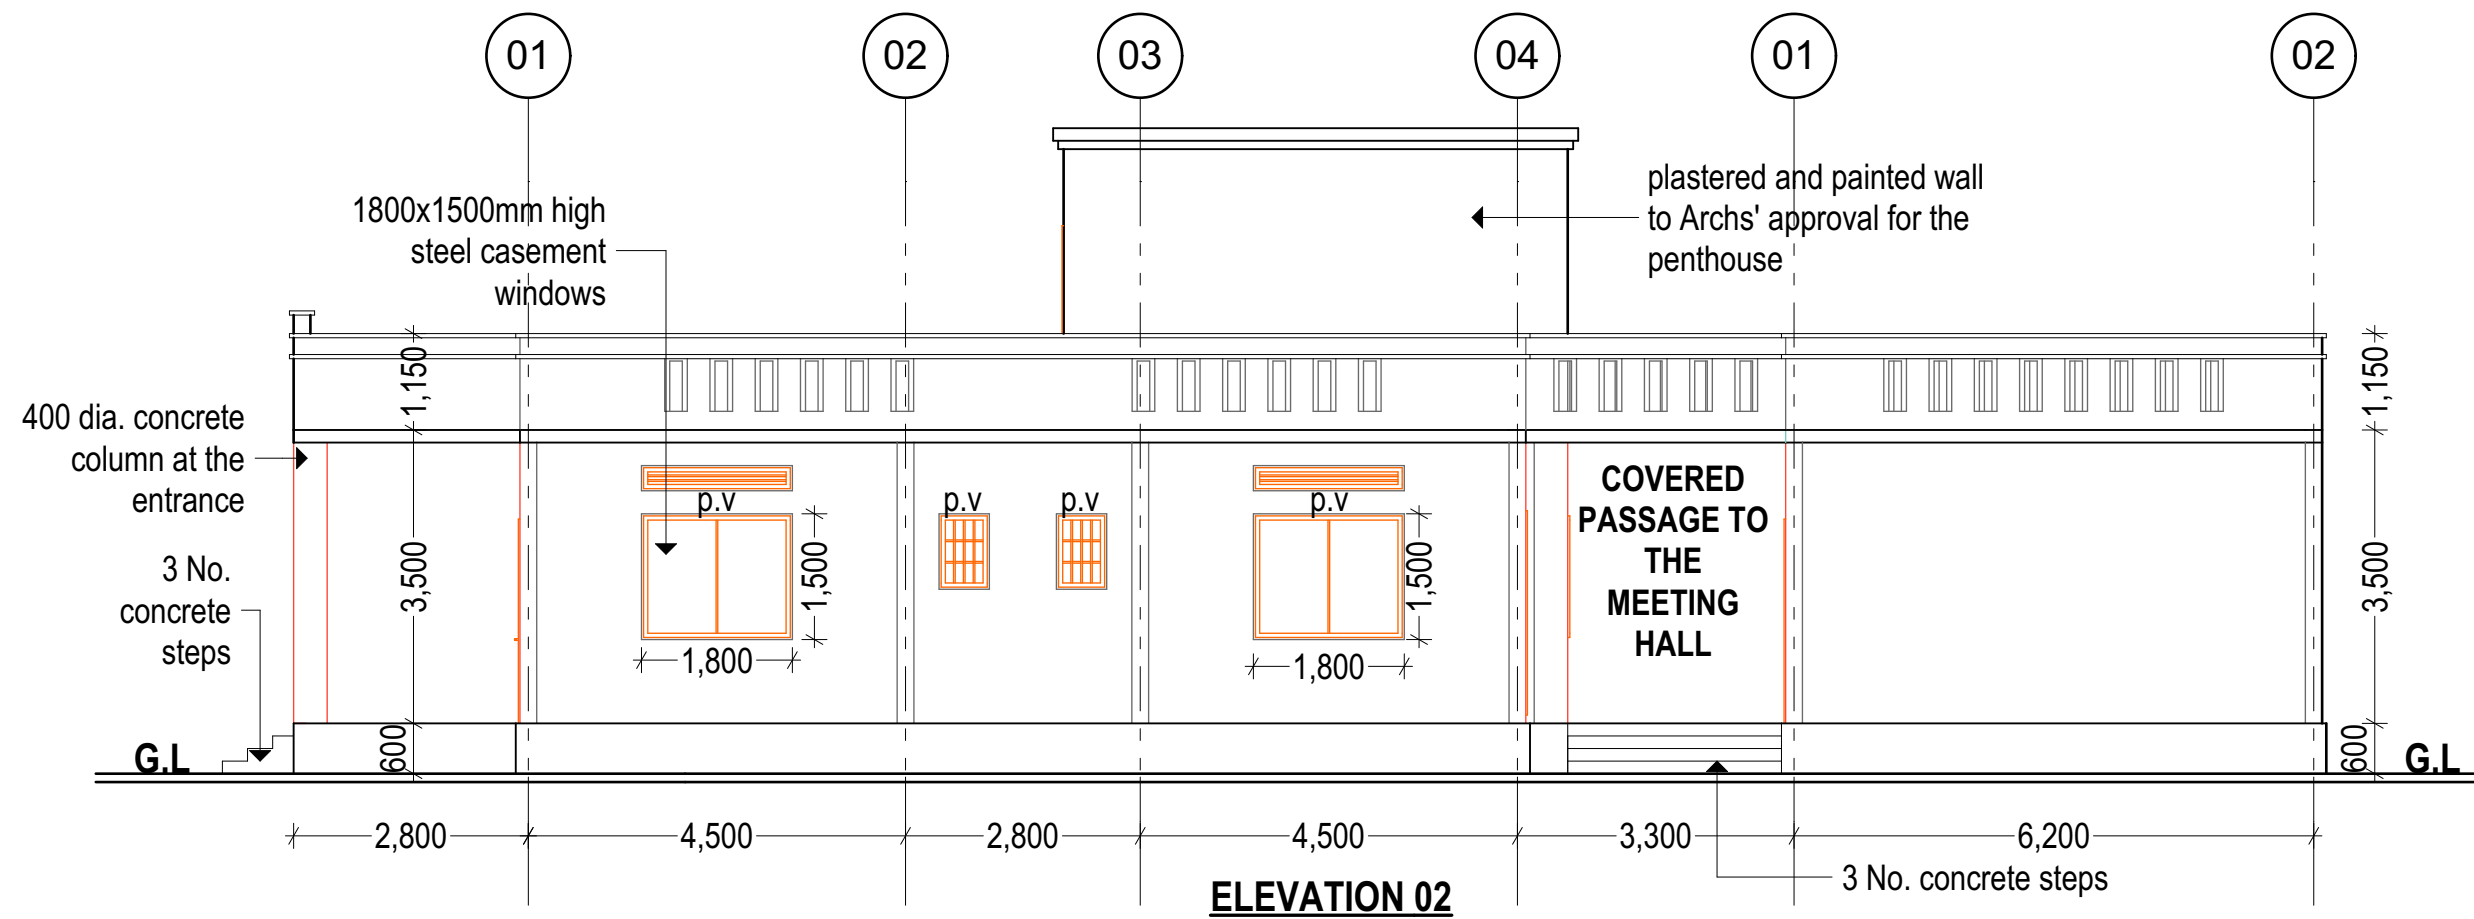 01
02
03
04
01
02
1800x1500mm high
steel casement
windows
plastered and painted wall
to Archs' approval for the
penthouse
1,150
1,150
400 dia. concrete
column at the
entrance
3 No.
concrete
steps
3,500
p.v
p.v
p.v
p.v
1,500
1,500
1,800
1,800
COVERED
PASSAGE TO
THE
MEETING
HALL
3,500
600
600
G.L
G.L
2,800
4,500
2,800
4,500
3,300
6,200
3 No. concrete steps
ELEVATION 02